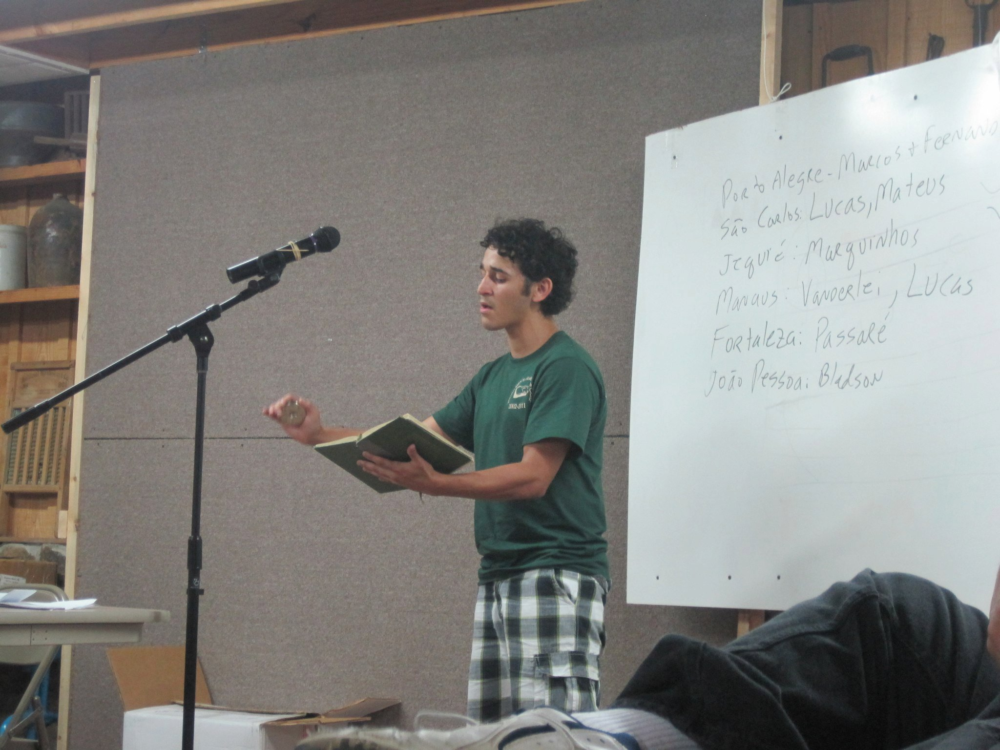 Porto Alegre - Marcos + Fernand
São Carlos: Lucas, Mateus
Jequié: Marquinhos
Manaus: Vanderlei, Lucas
Fortaleza: Passaré
João Pessoa: Bladson
2002-2011